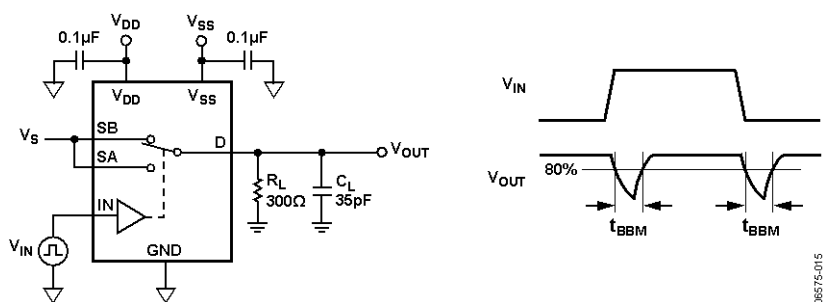 VDD
VSS
0.1µF
0.1µF
VDD
VSS
VS
SB
SA
D
VOUT
RL
300Ω
CL
35pF
IN
VIN
GND
VIN
VOUT
80%
tBBM
tBBM
06575-015